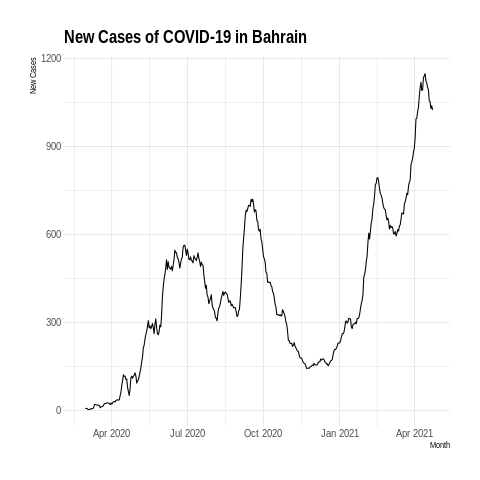 New Cases of COVID-19 in Bahrain
New Cases
1200
900
600
300
0
Apr 2020 Jul 2020 Oct 2020 Jan 2021 Apr 2021
Month